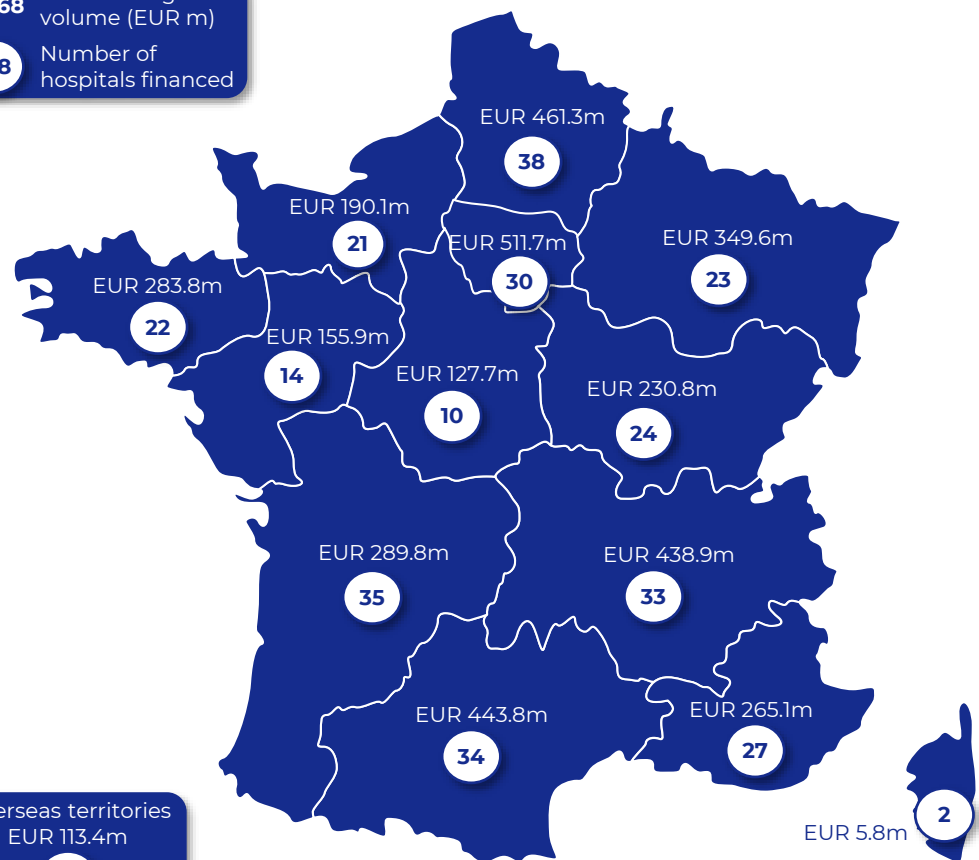 68
volume (EUR m)
8
Number of
hospitals financed
EUR 461.3m
38
EUR 190.1m
21
EUR 511.7m
30
EUR 349.6m
23
EUR 283.8m
22
EUR 155.9m
14
EUR 127.7m
10
EUR 230.8m
24
EUR 289.8m
35
EUR 438.9m
33
EUR 443.8m
34
EUR 265.1m
27
2
EUR 5.8m
territories
EUR 113.4m